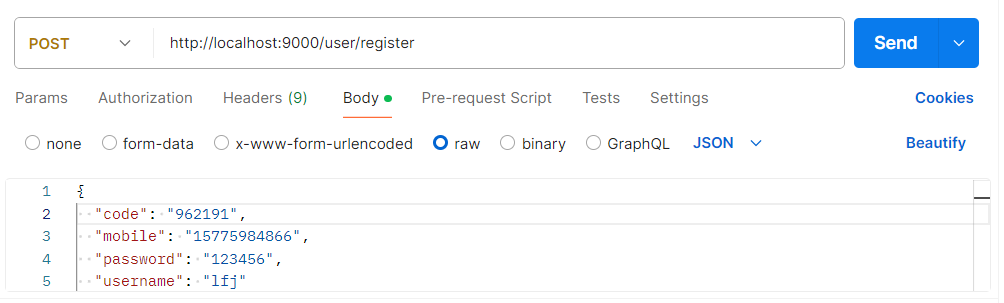 POST http://localhost:9000/user/register Send
Params Authorization Headers (9) Body Pre-request Script Tests Settings Cookies
none form-data x-www-form-urlencoded raw binary GraphQL JSON Beautify
1 {
2 "code": "962191",
3 "mobile": "15775984866",
4 "password": "123456",
5 "username": "lfj"